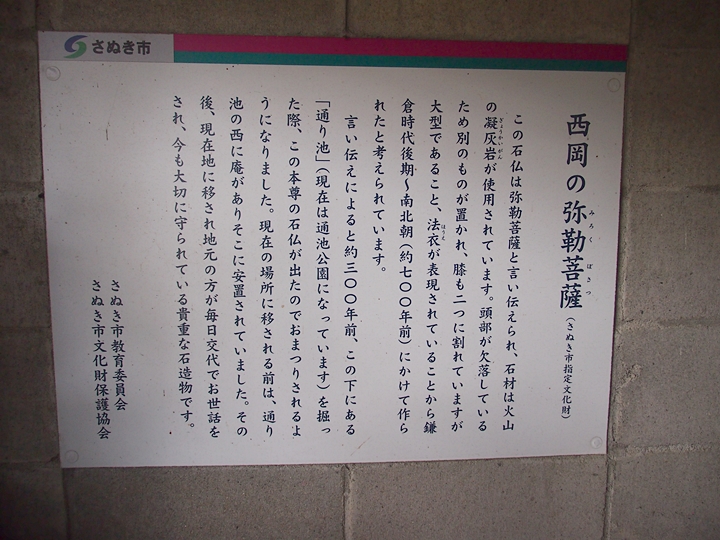 さぬき市
西岡の弥勒菩薩(さぬき市指定文化財)
みろく ぼさつ
この石仏は弥勒菩薩と言い伝えられ、石材は火山
の凝灰岩が使用されています。頭部が欠落している
ぎょうかいがん
ため別のものが置かれ、膝も二つに割れていますが
大型であること、法衣が表現されていることから鎌
ほうえ
倉時代後期～南北朝(約七〇〇年前)にかけて作ら
れたと考えられています。
言い伝えによると約三〇〇年前、この下にある
「通り池」(現在は通池公園になっています)を掘っ
た際、この本尊の石仏が出たのでおまつりされるよ
うになりました。現在の場所に移される前は、通り
池の西に庵がありそこに安置されていました。その
後、現在地に移され地元の方が毎日交代でお世話を
され、今も大切に守られている貴重な石造物です。
さぬき市教育委員会
さぬき市文化財保護協会